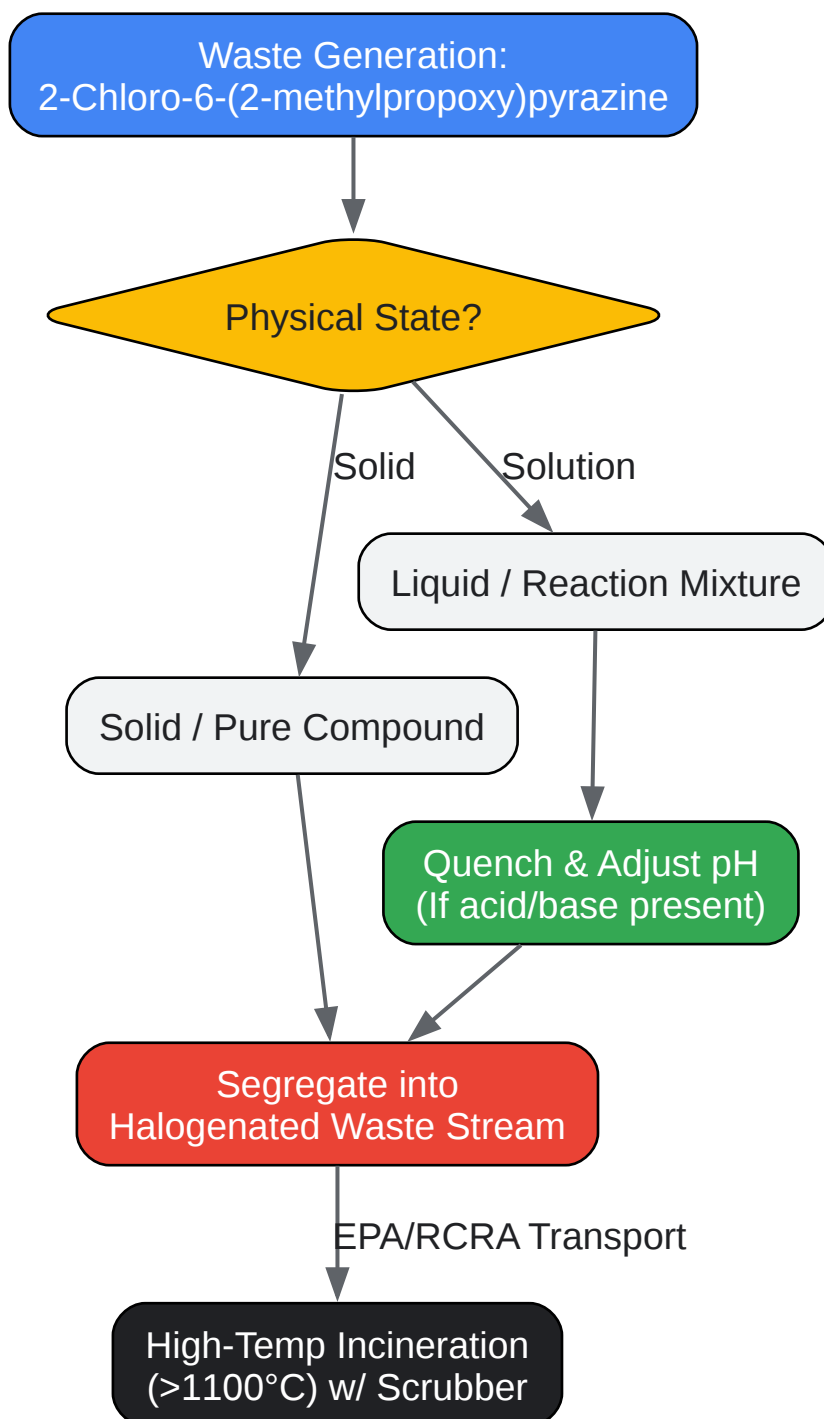 Waste Generation:
2-Chloro-6-(2-methylpropoxy)pyrazine
Physical State?
Solid
Solution
Liquid / Reaction Mixture
Solid / Pure Compound
Quench & Adjust pH
(If acid/base present)
Segregate into
Halogenated Waste Stream
EPA/RCRA Transport
High-Temp Incineration
(>1100°C) w/ Scrubber